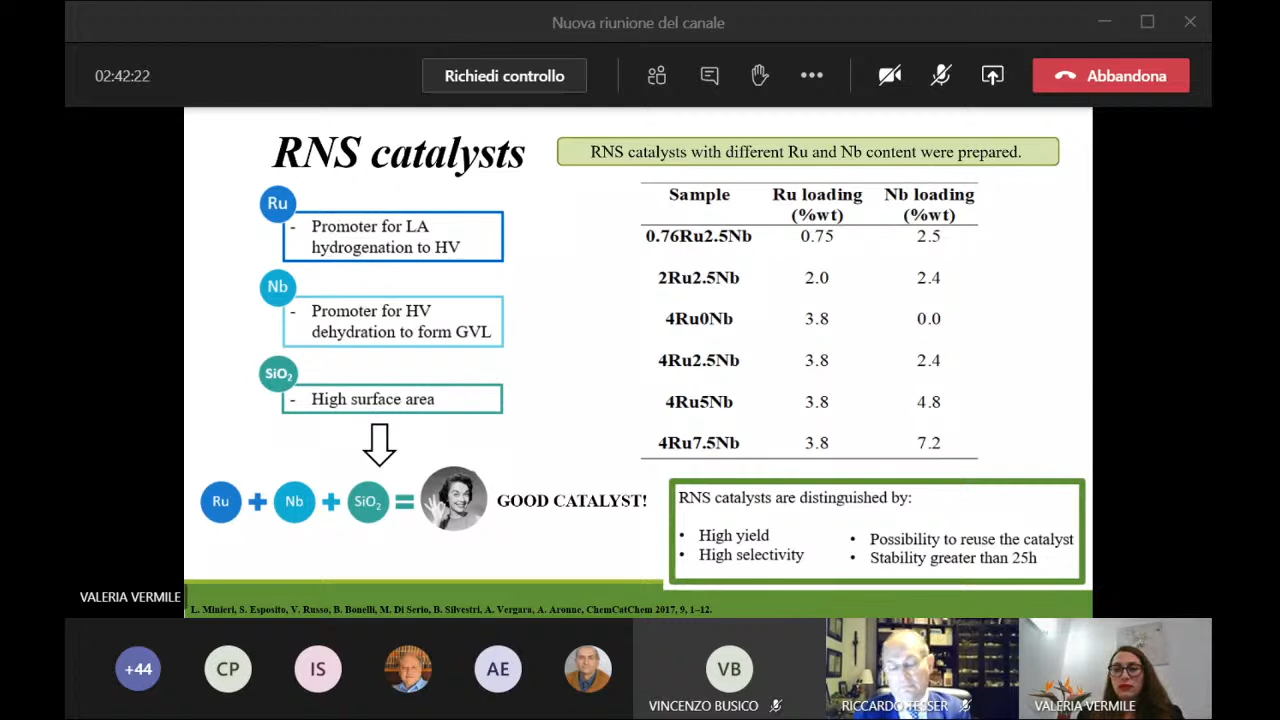 Nuova riunione del canale
02:42:22
Richiedi controllo
Abbandona
RNS catalysts
RNS catalysts with different Ru and Nb content were prepared.
Ru
- Promoter for LA
hydrogenation to HV
Nb
- Promoter for HV
dehydration to form GVL
SiO₂
- High surface area
Ru + Nb + SiO₂ = GOOD CATALYST!
Sample Ru loading (%wt) Nb loading (%wt)
0.76Ru2.5Nb 0.75 2.5
2Ru2.5Nb 2.0 2.4
4Ru0Nb 3.8 0.0
4Ru2.5Nb 3.8 2.4
4Ru5Nb 3.8 4.8
4Ru7.5Nb 3.8 7.2
RNS catalysts are distinguished by:
• High yield
• High selectivity
• Possibility to reuse the catalyst
• Stability greater than 25h
VALERIA VERMILE
L. Minieri, S. Esposito, V. Russo, B. Bonelli, M. Di Serio, B. Silvestri, A. Vergara, A. Aronne, ChemCatChem 2017, 9, 1–12.
+44
CP
IS
AE
VB
VINCENZO BUSICO
RICCARDO TESSER
VALERIA VERMILE